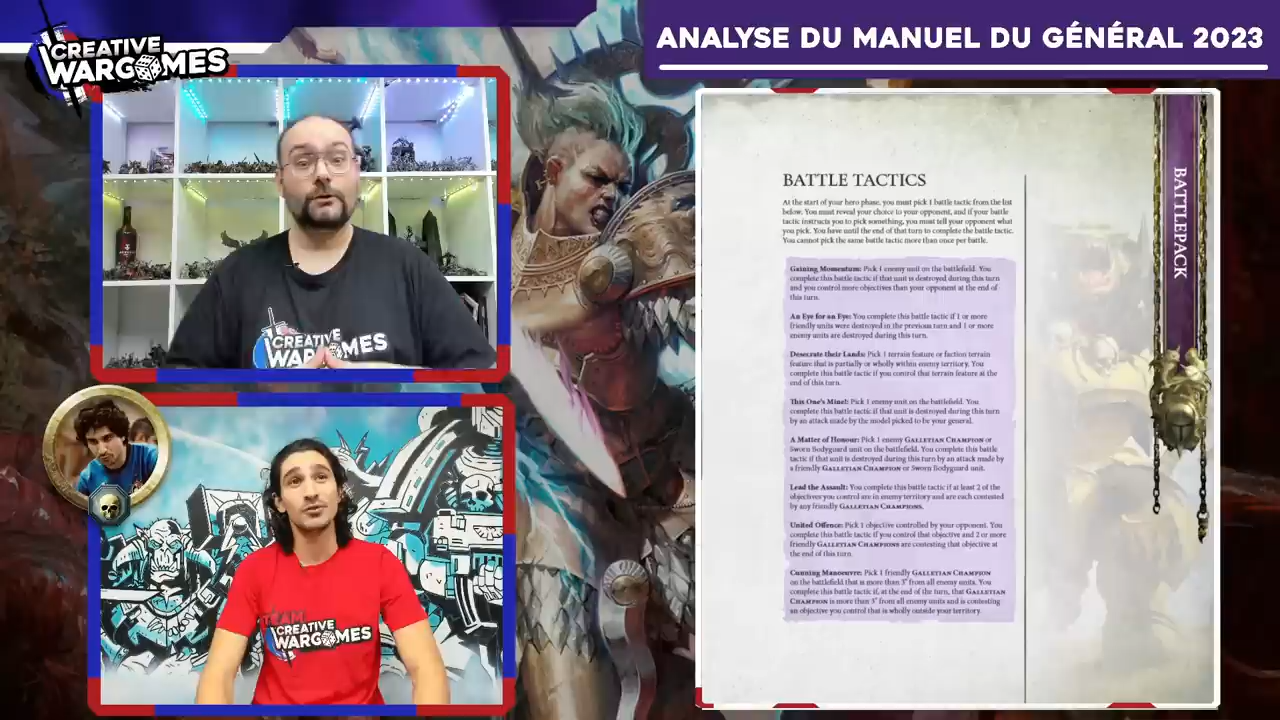 CREATIVE
WARGAMES
ANALYSE DU MANUEL DU GÉNÉRAL 2023
CREATIVE
WARGAMES
TEAM
CREATIVE
WARGAMES
BATTLE TACTICS
At the start of your hero phase, you must pick 1 battle tactic from the list
below. You must reveal your choice to your opponent, and if your battle
tactic instructs you to pick something, you must tell your opponent what
you pick. You have until the end of that turn to complete the battle tactic.
You cannot pick the same battle tactic more than once per battle.
Gaining Momentum: Pick 1 enemy unit on the battlefield. You
complete this battle tactic if that unit is destroyed during this turn
and you control more objectives than your opponent at the end of
this turn.
An Eye for an Eye: You complete this battle tactic if 1 or more
friendly units were destroyed in the previous turn and 1 or more
enemy units are destroyed during this turn.
Desecrate their Lands: Pick 1 terrain feature or faction terrain
feature that is partially or wholly within enemy territory. You
complete this battle tactic if you control that terrain feature at the
end of this turn.
This One's Mine!: Pick 1 enemy unit on the battlefield. You
complete this battle tactic if that unit is destroyed during this turn
by an attack made by the model picked to be your general.
A Matter of Honour: Pick 1 enemy GALLETIAN CHAMPION or
Sworn Bodyguard unit on the battlefield. You complete this battle
tactic if that unit is destroyed during this turn by an attack made by
a friendly GALLETIAN CHAMPION or Sworn Bodyguard unit.
Lead the Assault: You complete this battle tactic if at least 2 of the
objectives you control are in enemy territory and are each contested
by any friendly GALLETIAN CHAMPIONS.
United Offence: Pick 1 objective controlled by your opponent. You
complete this battle tactic if you control that objective and 2 or more
friendly GALLETIAN CHAMPIONS are contesting that objective at
the end of this turn.
Cunning Manoeuvre: Pick 1 friendly GALLETIAN CHAMPION
on the battlefield that is more than 3" from all enemy units. You
complete this battle tactic if, at the end of the turn, that GALLETIAN
CHAMPION is more than 3" from all enemy units and is contesting
an objective you control that is wholly outside your territory.
BATTLEPACK